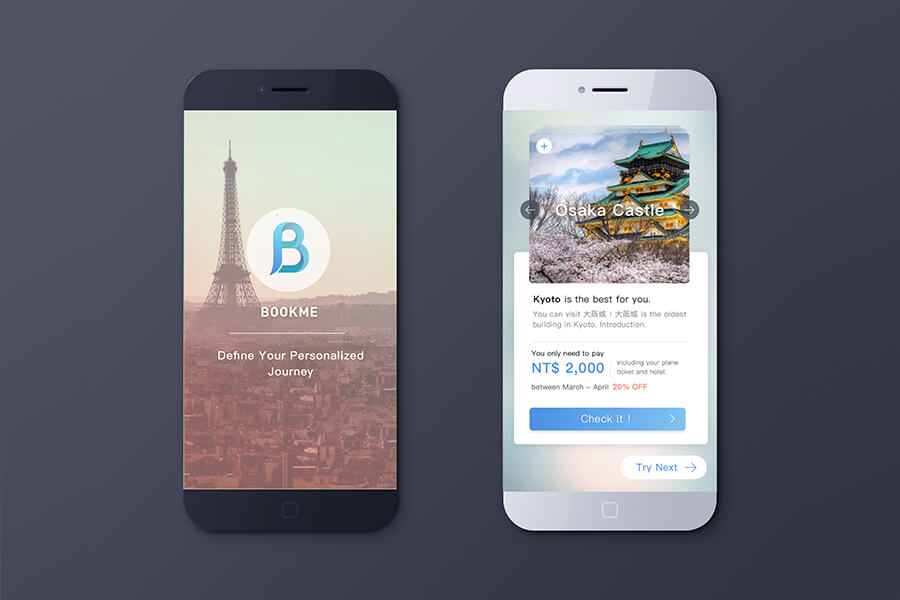 BOOKME
Define Your Personalized
Journey
Osaka Castle
Kyoto is the best for you.
You can visit 大阪城！大阪城 is the oldest
building in Kyoto. Introduction.
You only need to pay
NT$ 2,000
including your plane
ticket and hotel.
between March – April 20% OFF
Check it !
Try Next